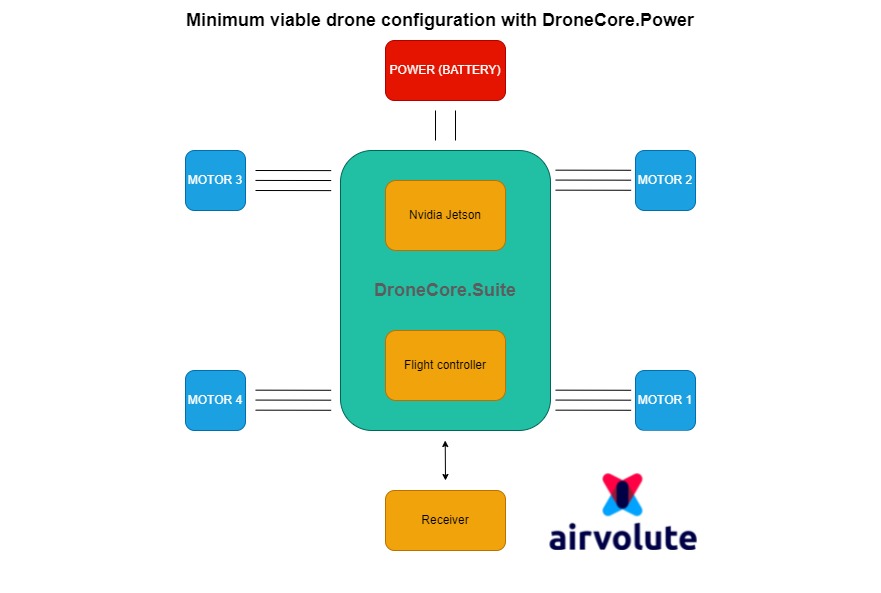 Minimum viable drone configuration with DroneCore.Power
POWER (BATTERY)
MOTOR 3
MOTOR 2
Nvidia Jetson
DroneCore.Suite
Flight controller
MOTOR 4
MOTOR 1
Receiver
airvolute